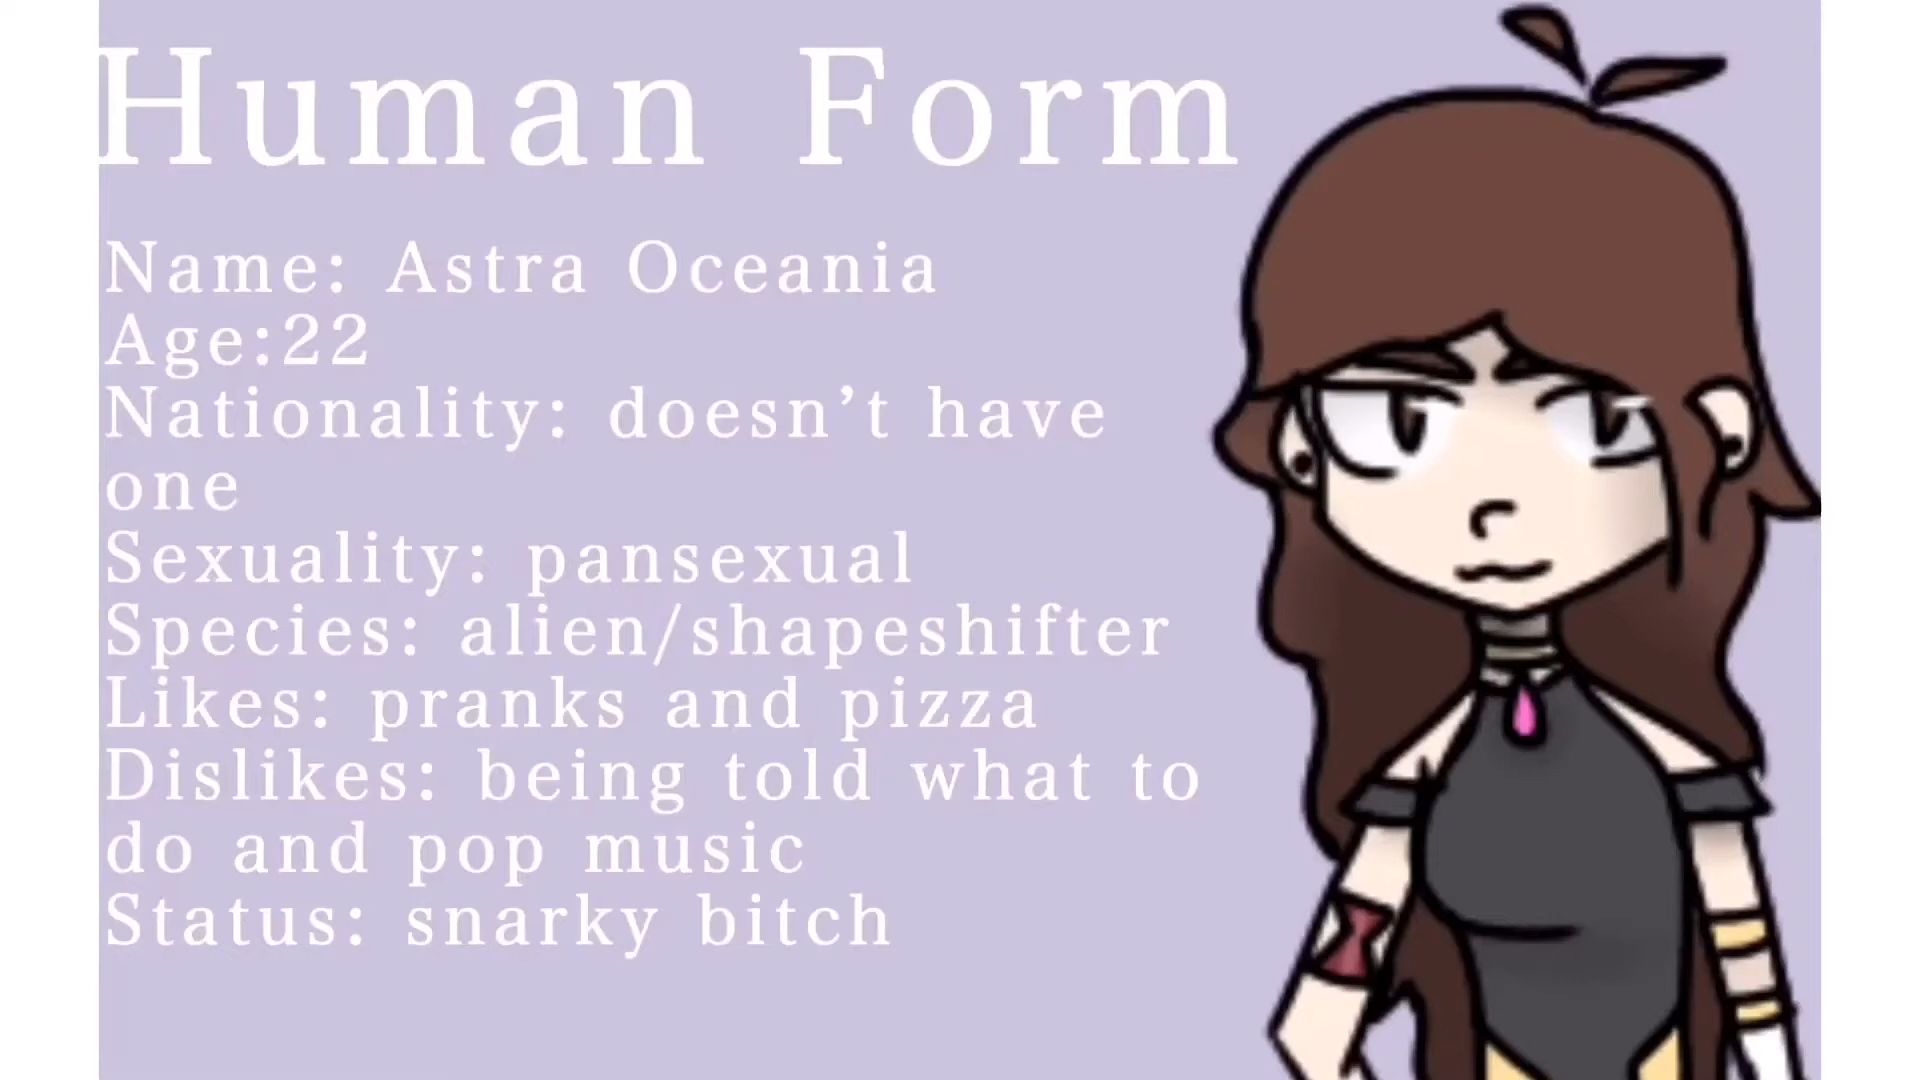 Human Form
Name: Astra Oceania
Age:22
Nationality: doesn’t have
one
Sexuality: pansexual
Species: alien/shapeshifter
Likes: pranks and pizza
Dislikes: being told what to
do and pop music
Status: snarky bitch